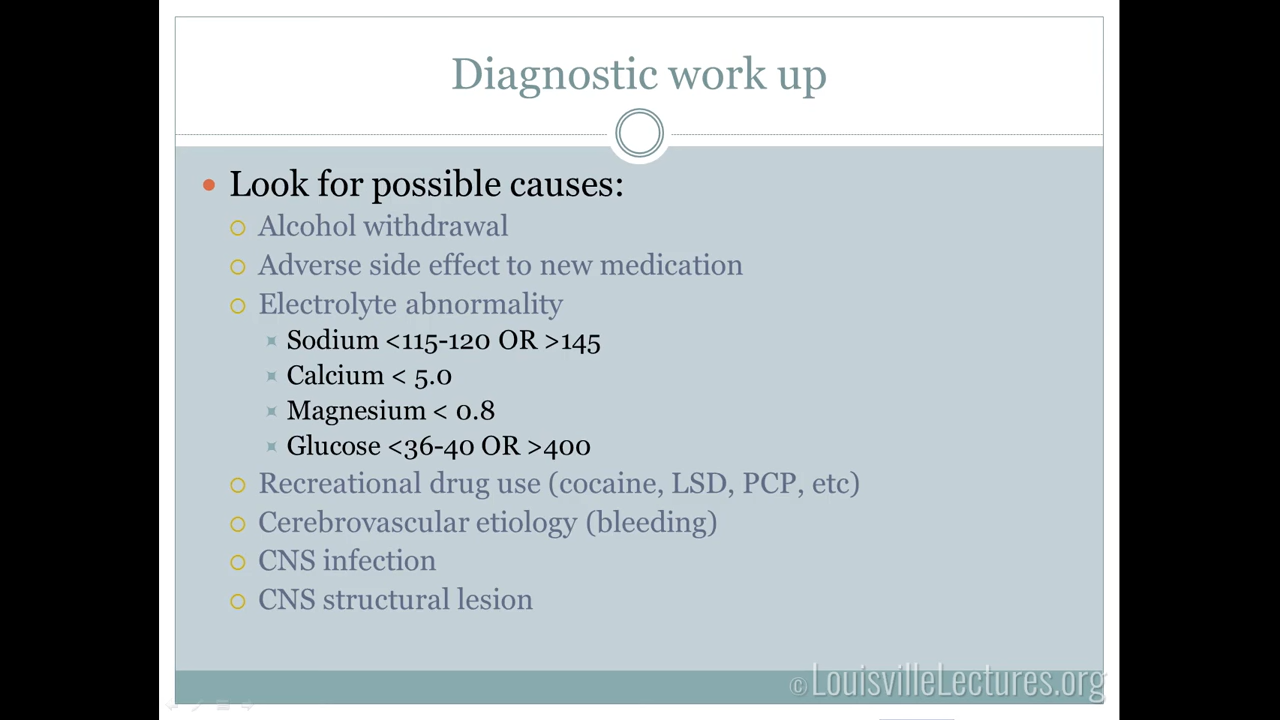 Diagnostic work up
Look for possible causes:
Alcohol withdrawal
Adverse side effect to new medication
Electrolyte abnormality
Sodium <115-120 OR >145
Calcium < 5.0
Magnesium < 0.8
Glucose <36-40 OR >400
Recreational drug use (cocaine, LSD, PCP, etc)
Cerebrovascular etiology (bleeding)
CNS infection
CNS structural lesion
© LouisvilleLectures.org